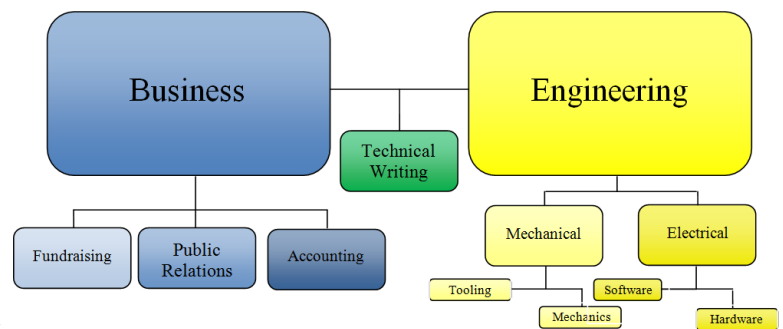 Business
Engineering
Technical
Writing
Fundraising
Public
Relations
Accounting
Mechanical
Electrical
Tooling
Software
Mechanics
Hardware